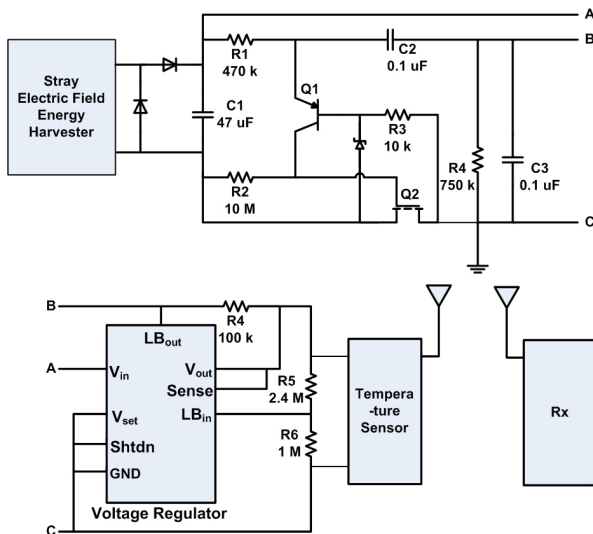 A
B
Stray
Electric Field
Energy
Harvester
R1
470 k
C2
0.1 uF
C1
47 uF
Q1
R3
10 k
R4
750 k
C3
0.1 uF
R2
10 M
Q2
C
B
R4
100 k
LBout
A
Vin
Vout
Sense
R5
2.4 M
Vset
LBin
Shtdn
R6
1 M
GND
C
Voltage Regulator
Tempera
-ture
Sensor
Rx